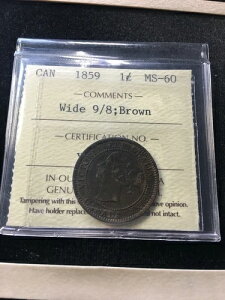 CAN 1859 1¢ MS-60
COMMENTS
Wide 9/8;Brown
CERTIFICATION NO.
IN OU
GENU
Tampering with this
ove opinion.
Have holder replac
not intact.